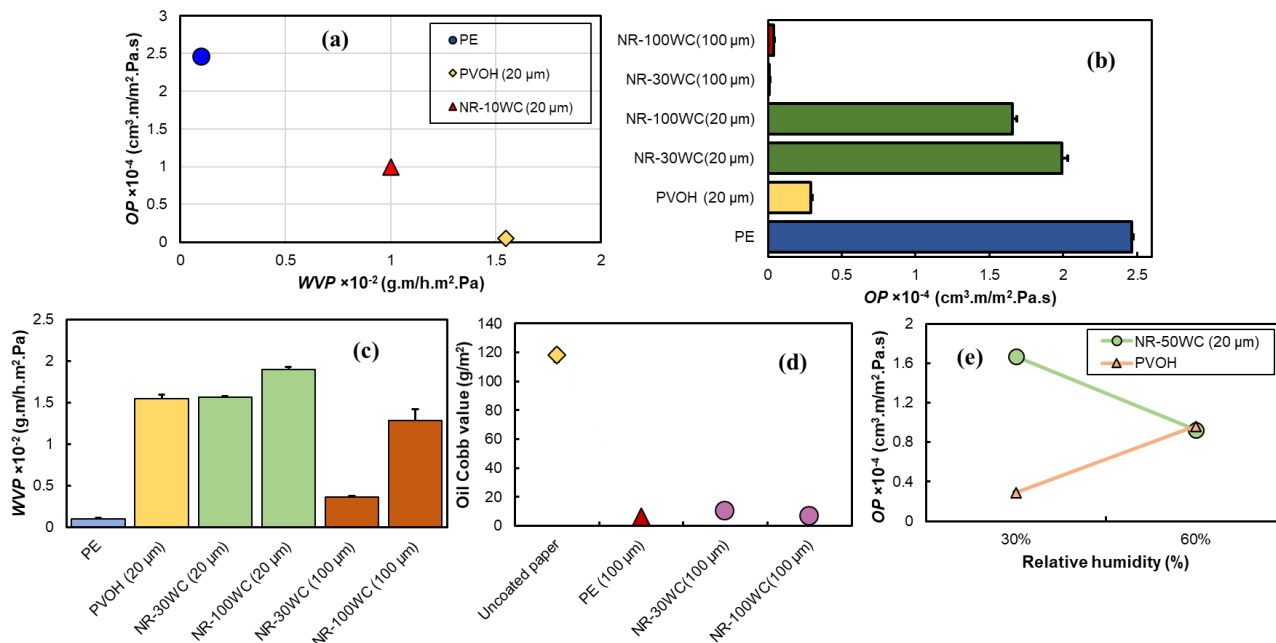 (a)
PE
PVOH (20 µm)
NR-10WC (20 µm)
3
2.5
2
1.5
1
0.5
0
0
0.5
1
1.5
2
OP ×10⁻⁴ (cm³.m/m².Pa.s)
WVP ×10⁻² (g.m/h.m².Pa)
(b)
NR-100WC(100 µm)
NR-30WC(100 µm)
NR-100WC(20 µm)
NR-30WC(20 µm)
PVOH (20 µm)
PE
0
0.5
1
1.5
2
2.5
OP ×10⁻⁴ (cm³.m/m².Pa.s)
(c)
2.5
2
1.5
1
0.5
0
WVP ×10⁻² (g.m/h.m².Pa)
PE
PVOH (20 µm)
NR-30WC (20 µm)
NR-100WC (20 µm)
NR-30WC (100 µm)
NR-100WC (100 µm)
(d)
140
120
100
80
60
40
20
0
Oil Cobb value (g/m²)
Uncoated paper
PE (100 µm)
NR-30WC(100 µm)
NR-100WC(100 µm)
(e)
NR-50WC (20 µm)
PVOH
2
1.6
1.2
0.8
0.4
0
OP ×10⁻⁴ (cm³.m/m².Pa.s)
30%
60%
Relative humidity (%)